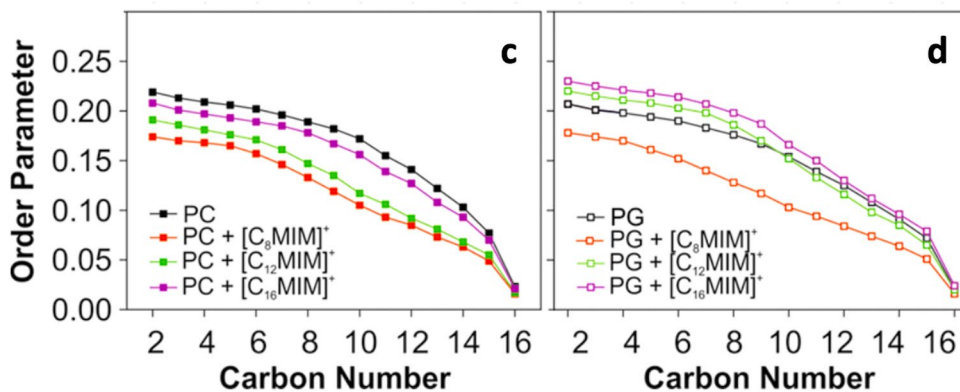 c
d
Order Parameter
0.25
0.20
0.15
0.10
0.05
0.00
PC
PC + [C₈MIM]⁺
PC + [C₁₂MIM]⁺
PC + [C₁₆MIM]⁺
PG
PG + [C₈MIM]⁺
PG + [C₁₂MIM]⁺
PG + [C₁₆MIM]⁺
2 4 6 8 10 12 14 16
2 4 6 8 10 12 14 16
Carbon Number
Carbon Number